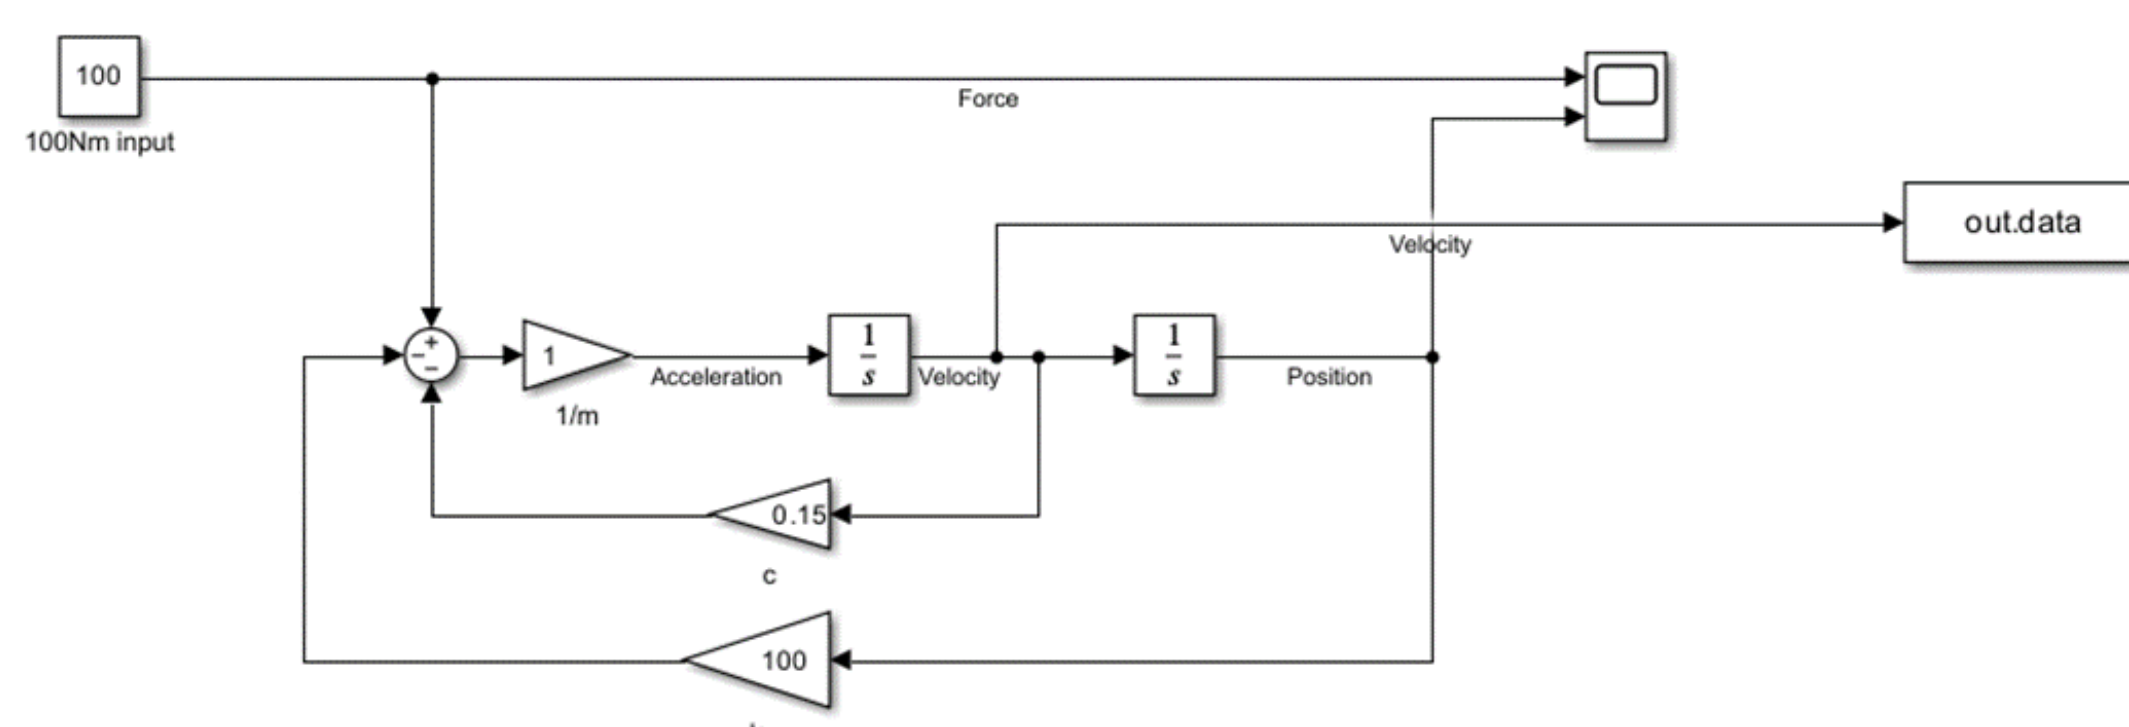 100
100Nm input
Force
out.data
Velocity
+
−
−
1
1/m
Acceleration
1
s
Velocity
1
s
Position
0.15
c
100